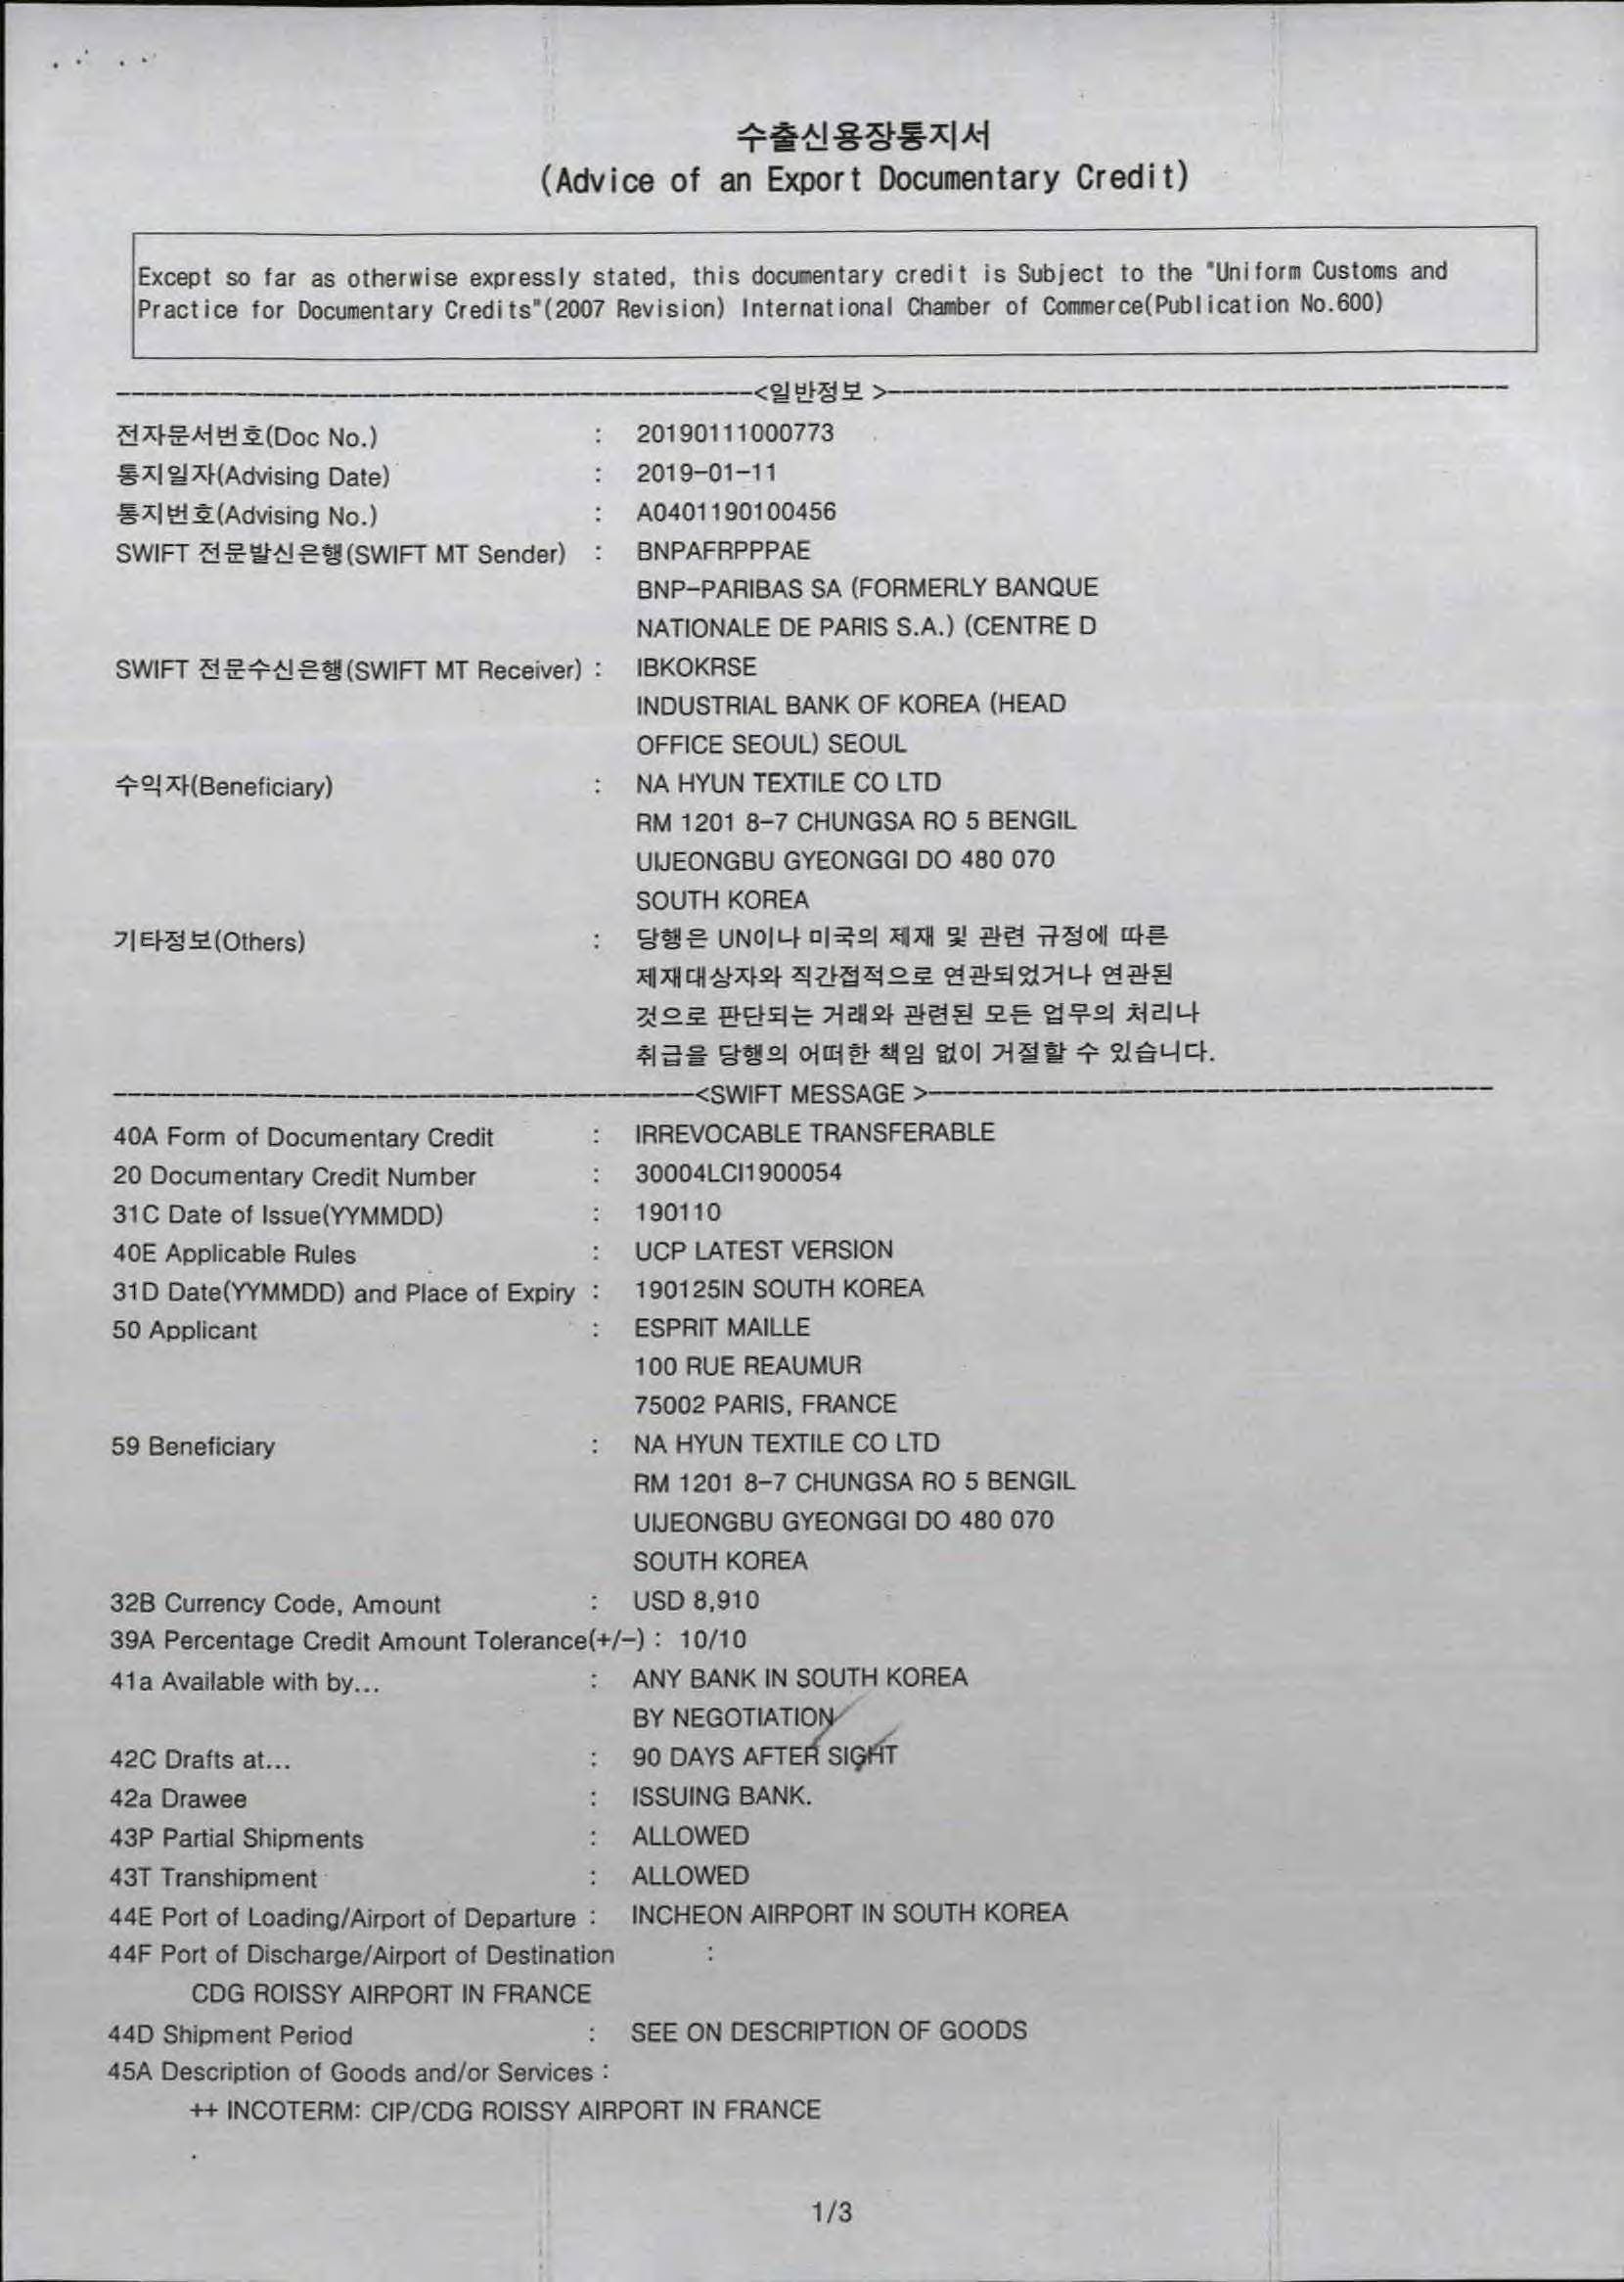 수출신용장통지서
(Advice of an Export Documentary Credit)
Except so far as otherwise expressly stated, this documentary credit is Subject to the "Uniform Customs and
Practice for Documentary Credits"(2007 Revision) International Chamber of Commerce(Publication No.600)
<일반정보 >
전자문서번호(Doc No.) : 20190111000773
통지일자(Advising Date) : 2019-01-11
통지번호(Advising No.) : A0401190100456
SWIFT 전문발신은행(SWIFT MT Sender) : BNPAFRPPPAE
BNP-PARIBAS SA (FORMERLY BANQUE
NATIONALE DE PARIS S.A.) (CENTRE D
SWIFT 전문수신은행(SWIFT MT Receiver) : IBKOKRSE
INDUSTRIAL BANK OF KOREA (HEAD
OFFICE SEOUL) SEOUL
수익자(Beneficiary) : NA HYUN TEXTILE CO LTD
RM 1201 8-7 CHUNGSA RO 5 BENGIL
UIJEONGBU GYEONGGI DO 480 070
SOUTH KOREA
기타정보(Others) : 당행은 UN이나 미국의 제재 및 관련 규정에 따른
제재대상자와 직간접적으로 연관되었거나 연관된
것으로 판단되는 거래와 관련된 모든 업무의 처리나
취급을 당행의 어떠한 책임 없이 거절할 수 있습니다.
<SWIFT MESSAGE >
40A Form of Documentary Credit : IRREVOCABLE TRANSFERABLE
20 Documentary Credit Number : 30004LCI1900054
31C Date of Issue(YYMMDD) : 190110
40E Applicable Rules : UCP LATEST VERSION
31D Date(YYMMDD) and Place of Expiry : 190125IN SOUTH KOREA
50 Applicant : ESPRIT MAILLE
100 RUE REAUMUR
75002 PARIS, FRANCE
59 Beneficiary : NA HYUN TEXTILE CO LTD
RM 1201 8-7 CHUNGSA RO 5 BENGIL
UIJEONGBU GYEONGGI DO 480 070
SOUTH KOREA
32B Currency Code, Amount : USD 8,910
39A Percentage Credit Amount Tolerance(+/-) : 10/10
41a Available with by... : ANY BANK IN SOUTH KOREA
BY NEGOTIATION
42C Drafts at... : 90 DAYS AFTER SIGHT
42a Drawee : ISSUING BANK.
43P Partial Shipments : ALLOWED
43T Transhipment : ALLOWED
44E Port of Loading/Airport of Departure : INCHEON AIRPORT IN SOUTH KOREA
44F Port of Discharge/Airport of Destination :
CDG ROISSY AIRPORT IN FRANCE
44D Shipment Period : SEE ON DESCRIPTION OF GOODS
45A Description of Goods and/or Services :
++ INCOTERM: CIP/CDG ROISSY AIRPORT IN FRANCE
.
1/3